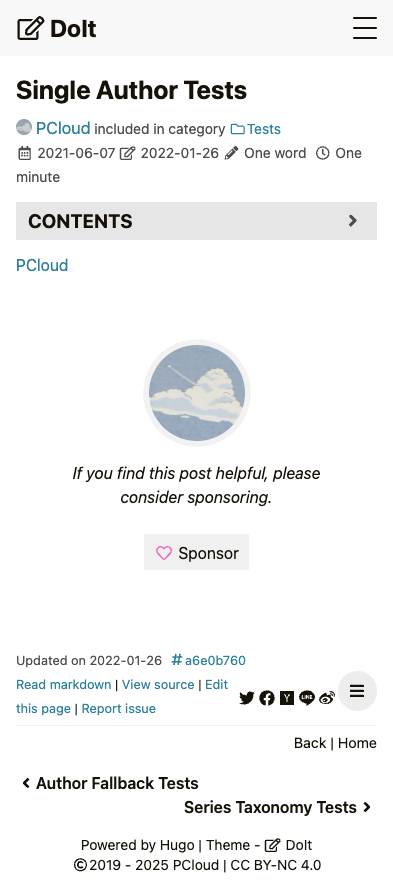 DoIt
Single Author Tests
PCloud included in category Tests
2021-06-07 2022-01-26 One word One
minute
CONTENTS
PCloud
If you find this post helpful, please
consider sponsoring.
Sponsor
Updated on 2022-01-26 #a6e0b760
Read markdown | View source | Edit
this page | Report issue
Back | Home
Author Fallback Tests
Series Taxonomy Tests
Powered by Hugo | Theme - DoIt
© 2019 - 2025 PCloud | CC BY-NC 4.0